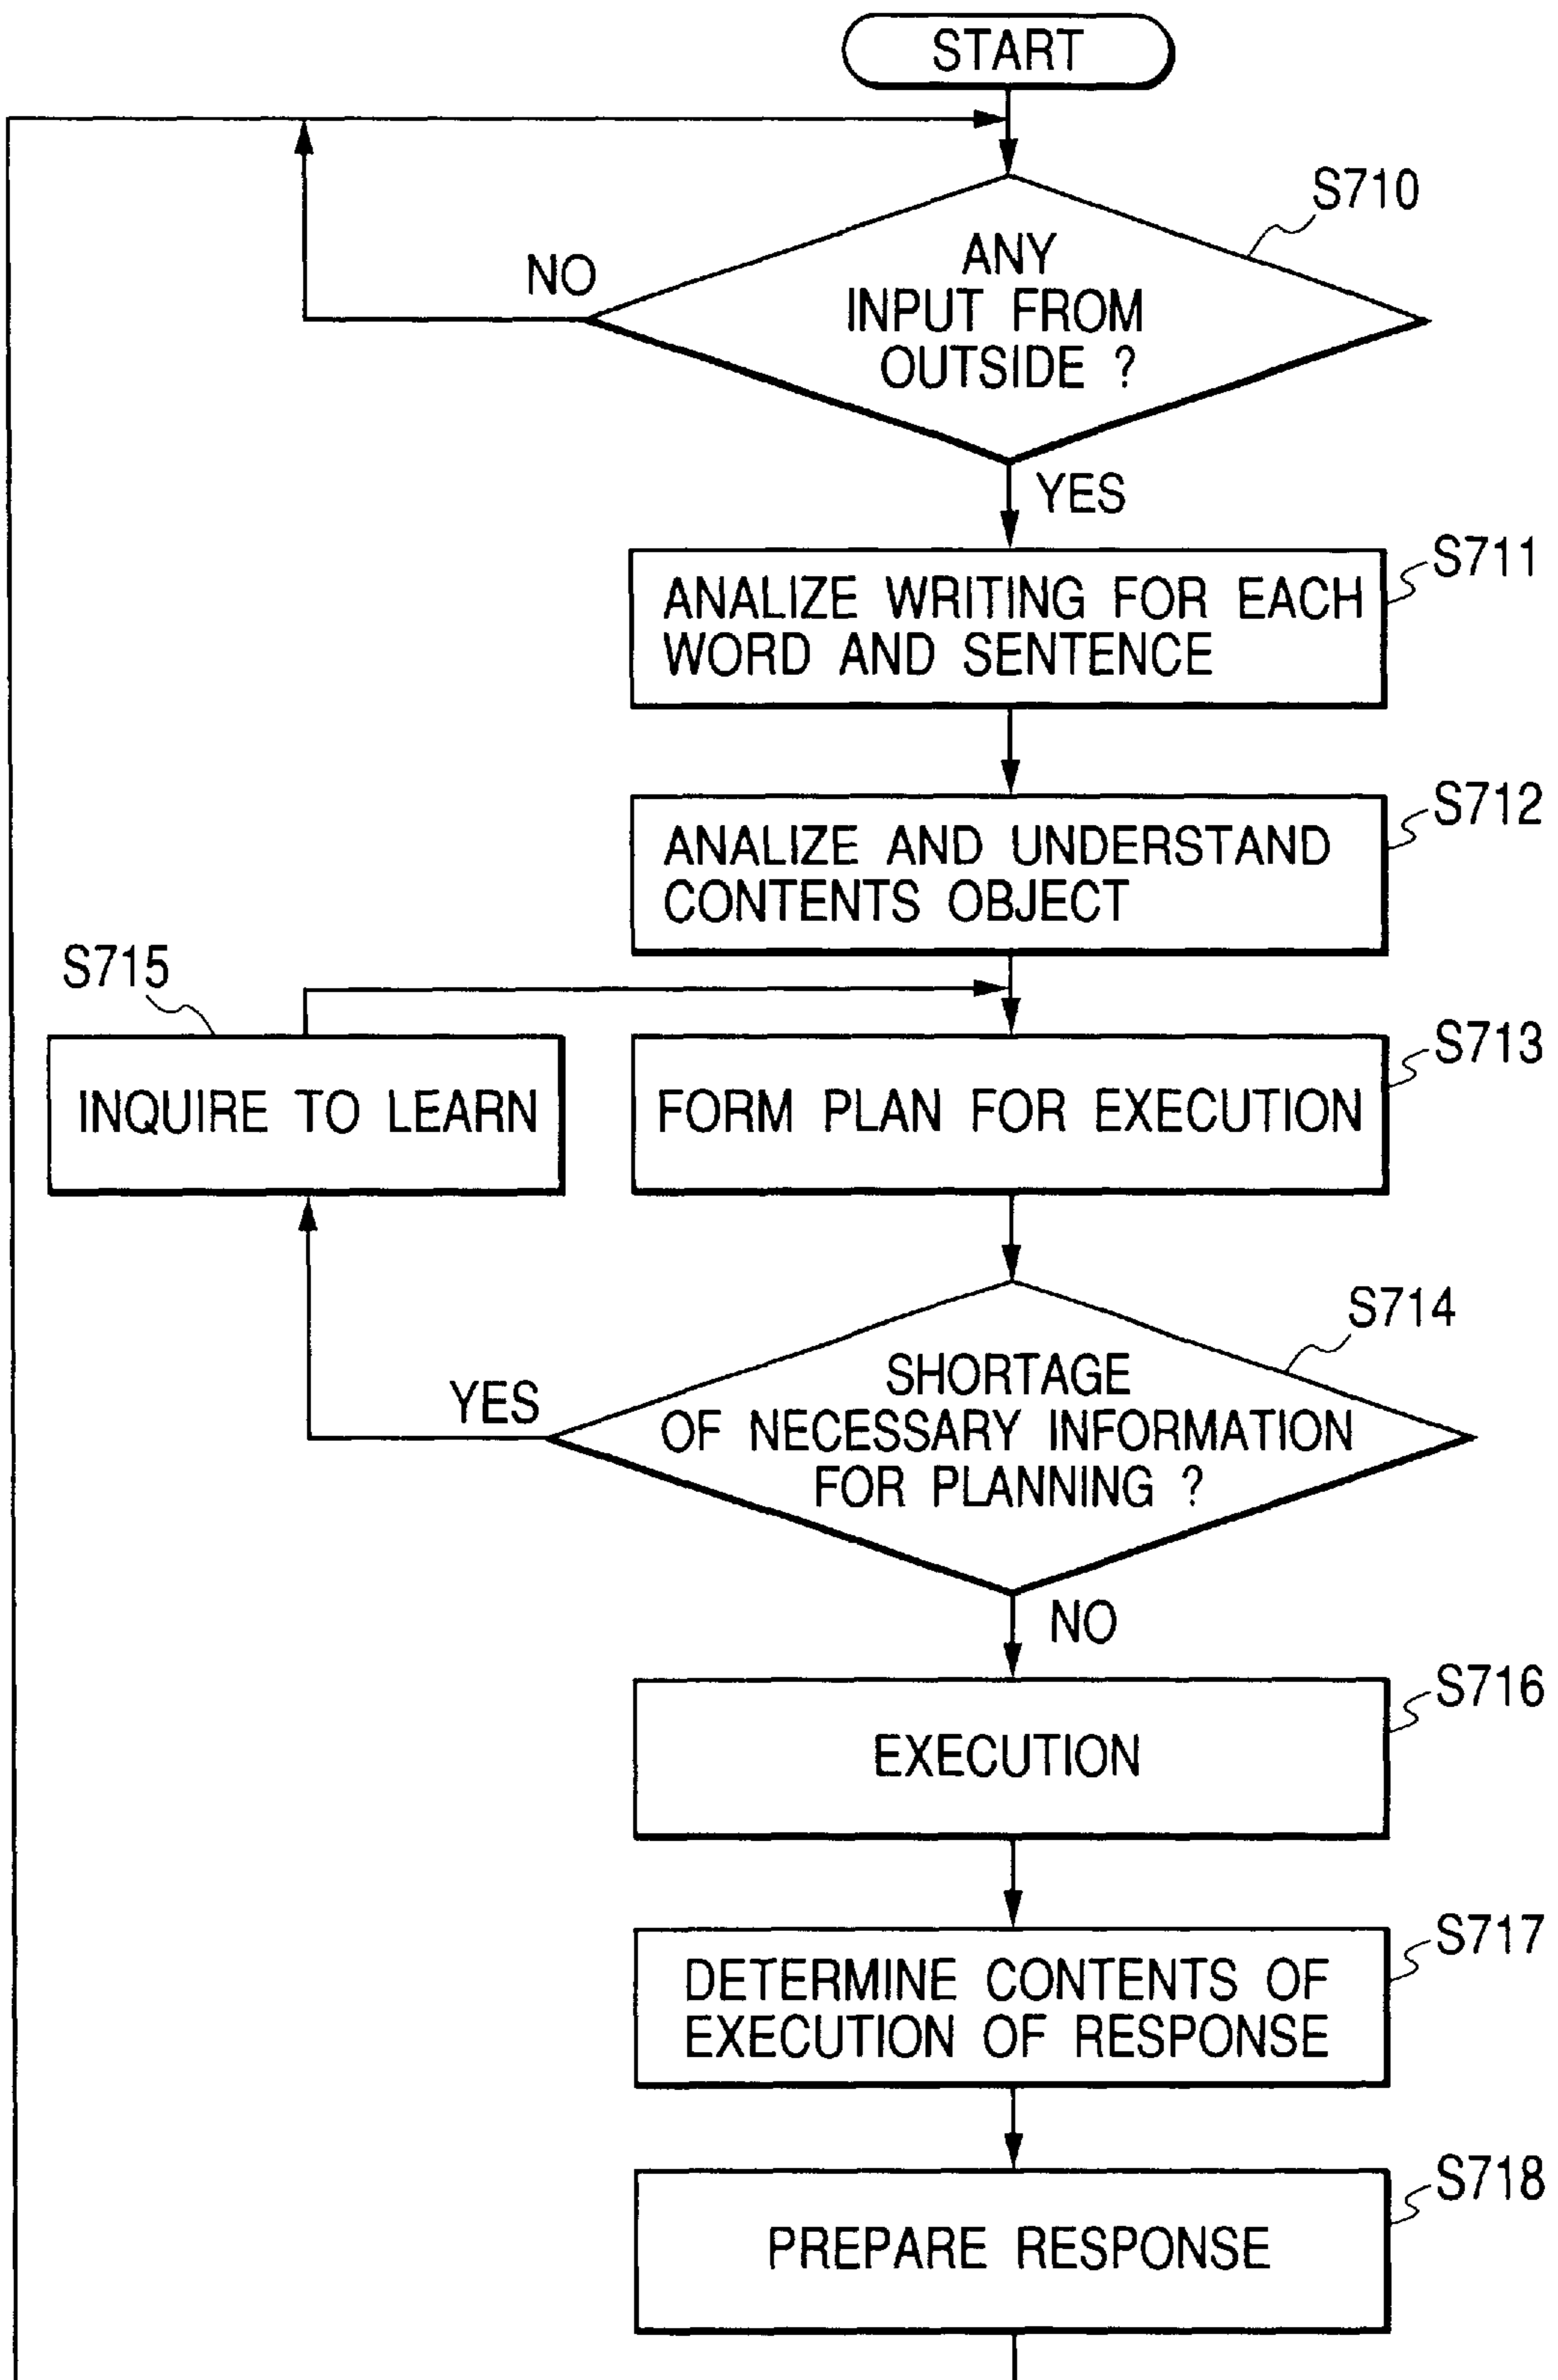 START
S710
NO
ANY
INPUT FROM
OUTSIDE ?
YES
S711
ANALIZE WRITING FOR EACH
WORD AND SENTENCE
S712
ANALIZE AND UNDERSTAND
CONTENTS OBJECT
S715
S713
INQUIRE TO LEARN
FORM PLAN FOR EXECUTION
S714
YES
SHORTAGE
OF NECESSARY INFORMATION
FOR PLANNING ?
NO
S716
EXECUTION
S717
DETERMINE CONTENTS OF
EXECUTION OF RESPONSE
S718
PREPARE RESPONSE